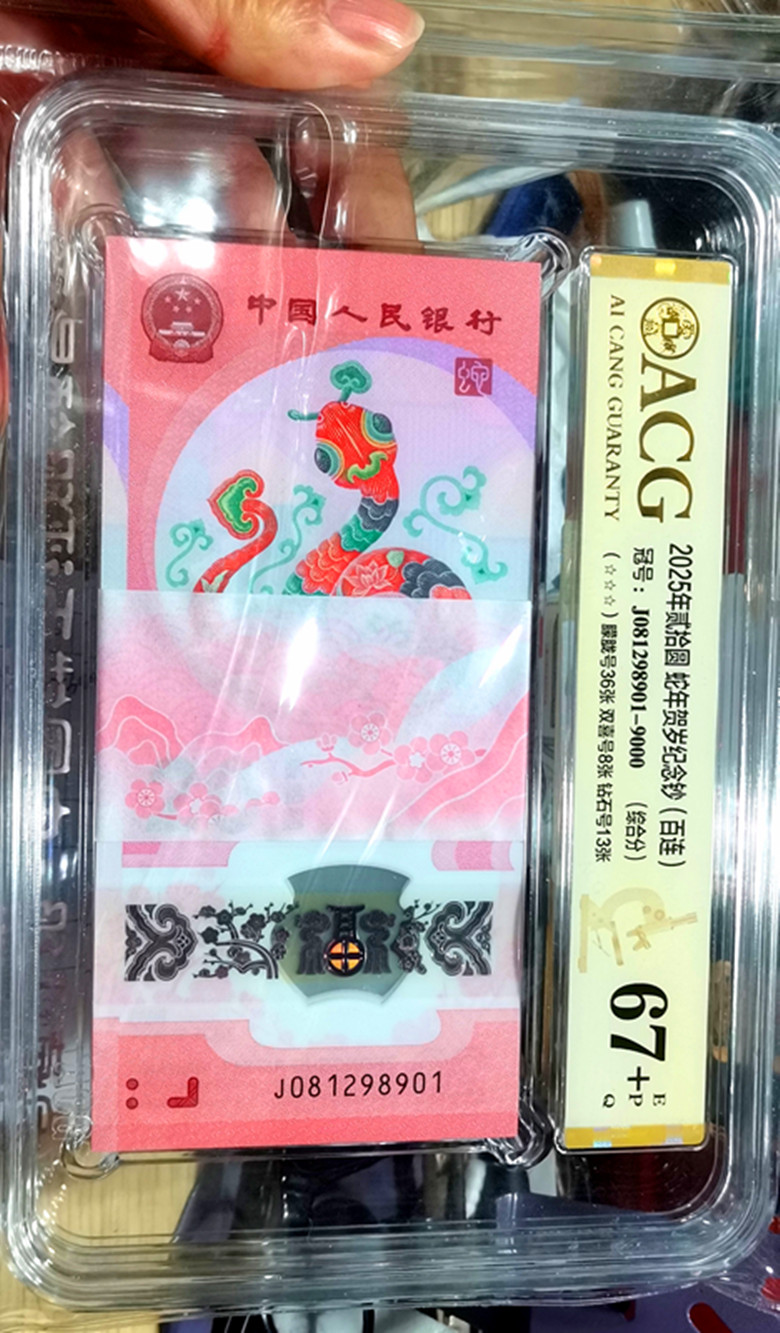 中国人民银行
J081298901
ACG
AI CANG GUARANTY
2025年贰拾圆 蛇年贺岁纪念钞（百连）
冠号：J081298901-9000 （综合分）
（☆☆☆）朦胧号36张 双喜号8张 钻石号13张
67+
E
P
Q